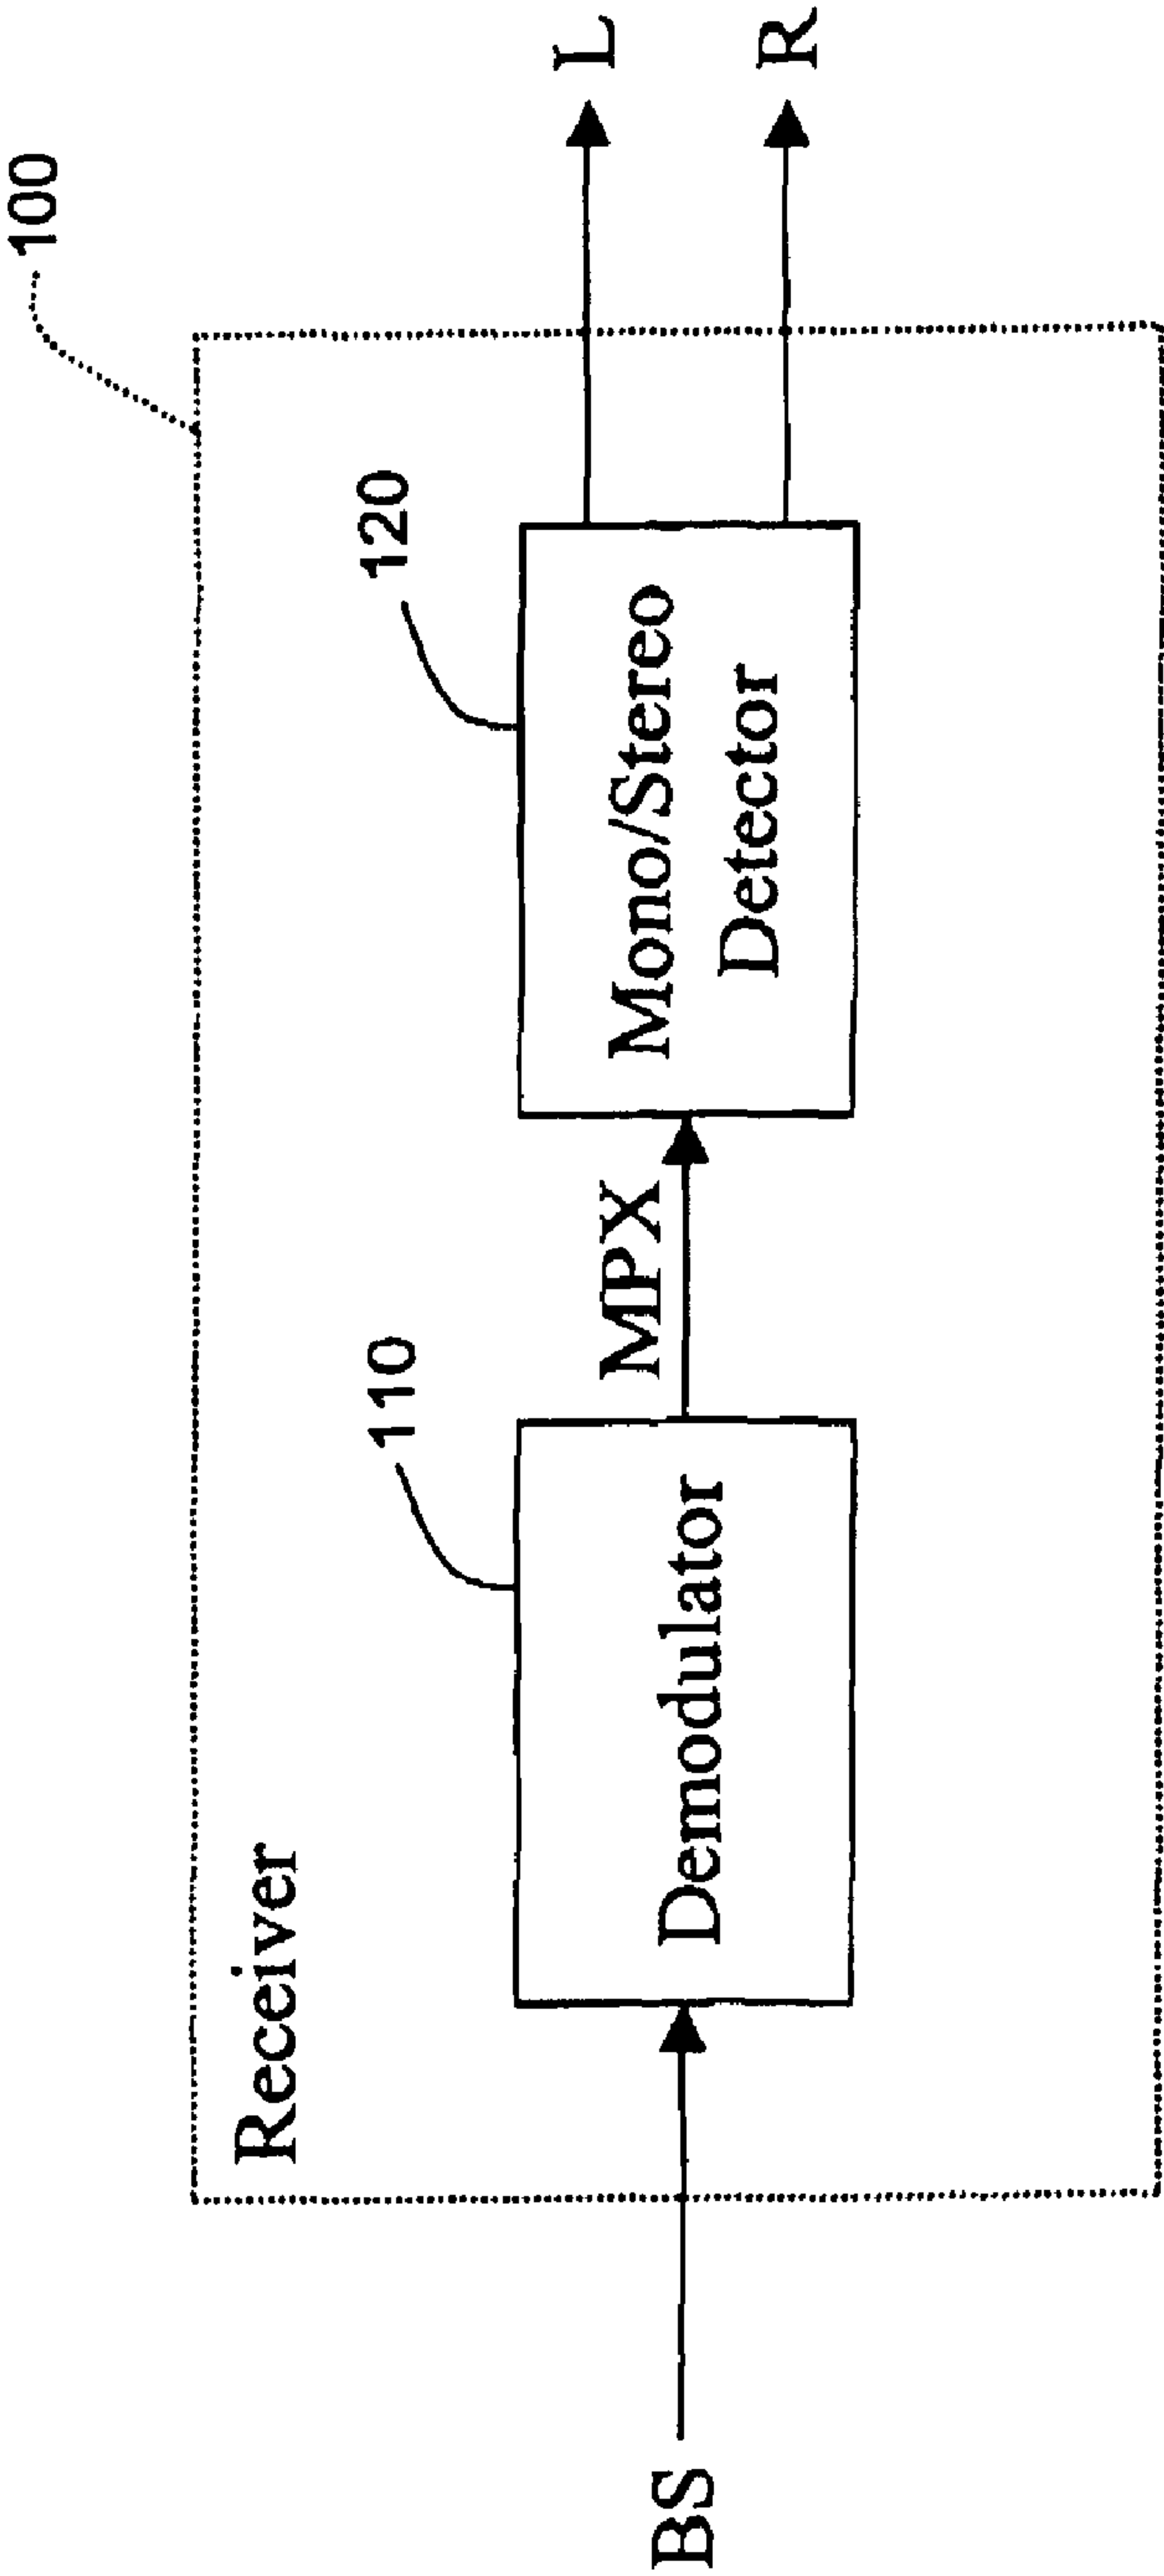 100
Receiver
110
120
BS
Demodulator
MPX
Mono/Stereo
Detector
L
R